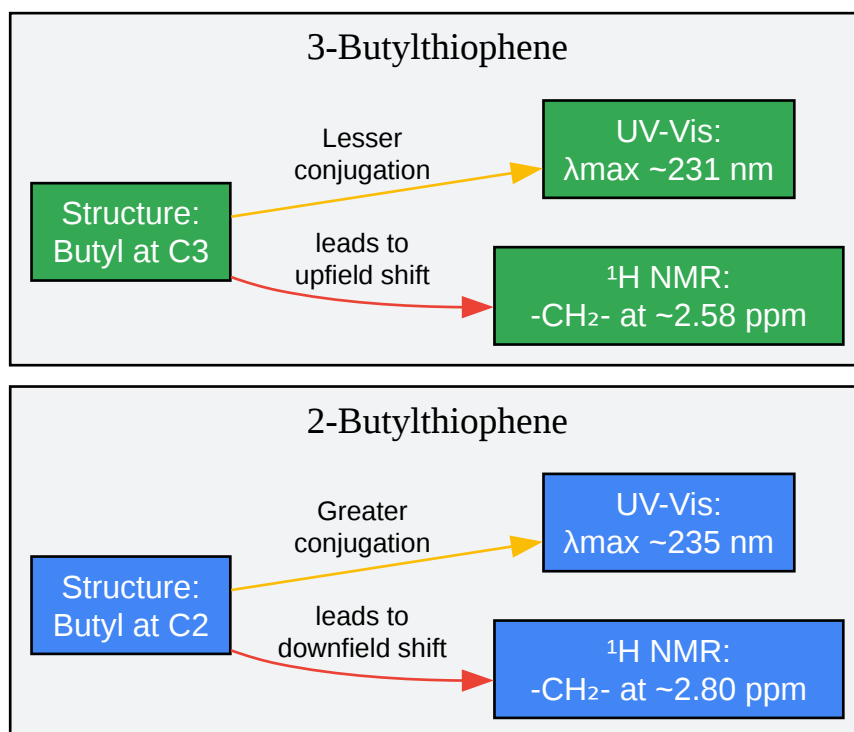 3-Butylthiophene
Structure:
Butyl at C3
Lesser
conjugation
UV-Vis:
λmax ~231 nm
leads to
upfield shift
¹H NMR:
-CH₂- at ~2.58 ppm
2-Butylthiophene
Structure:
Butyl at C2
Greater
conjugation
UV-Vis:
λmax ~235 nm
leads to
downfield shift
¹H NMR:
-CH₂- at ~2.80 ppm